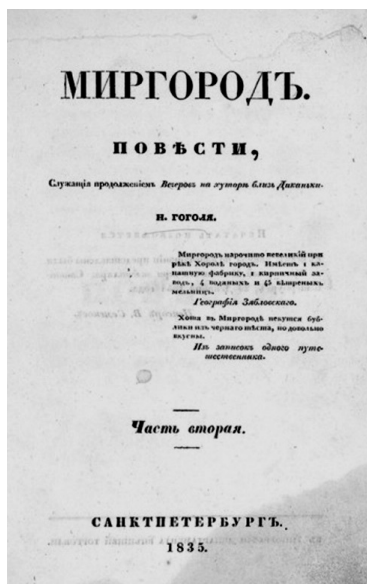 МИРГОРОДЪ.
ПОВѢСТИ,
Служащія продолженіемъ Вечеровъ на хуторѣ близъ Диканьки.
Н. ГОГОЛЯ.
Миргородъ нарочито невеликій при
рѣкѣ Хоролѣ городъ. Имѣетъ 1 ка-
натную фабрику, 1 кирпичный за-
водъ, 4 водяныхъ и 45 вѣтреныхъ
мельницъ.
Географія Зябловскаго.
Хотя въ Миргородѣ пекутся буб-
лики изъ чернаго тѣста, но довольно
вкусны.
Изъ записокъ одного путе-
шественника.
Часть вторая.
САНКТПЕТЕРБУРГЪ.
1835.